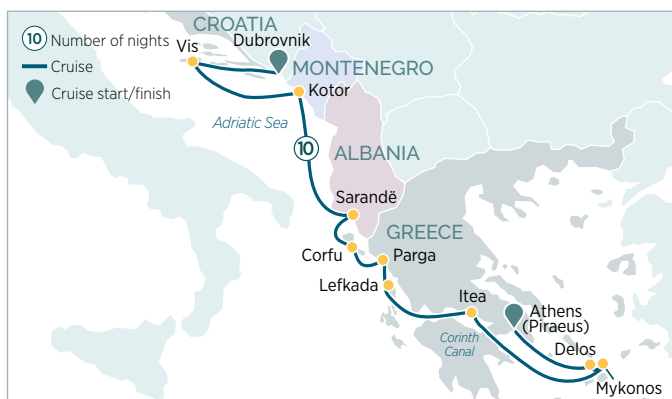 10 Number of nights
Cruise
Cruise start/finish
CROATIA
Vis
Dubrovnik
MONTENEGRO
Kotor
Adriatic Sea
10
ALBANIA
Sarandë
GREECE
Corfu
Parga
Lefkada
Itea
Athens
(Piraeus)
Corinth
Canal
Delos
Mykonos